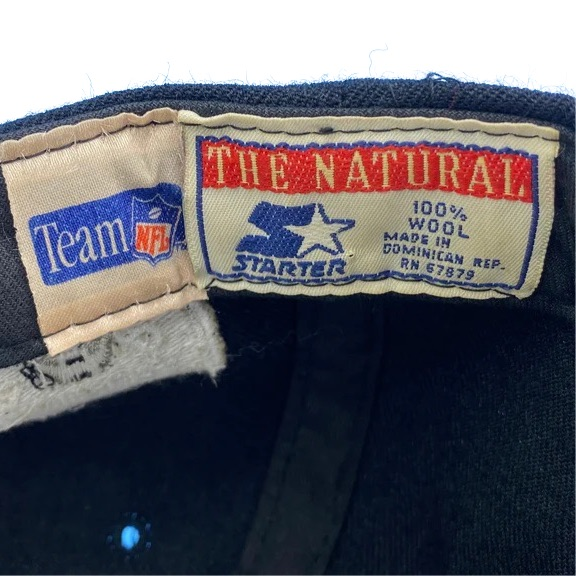 Team NFL
THE NATURAL
100%
WOOL
MADE IN
DOMINICAN REP.
RN 67879
STARTER